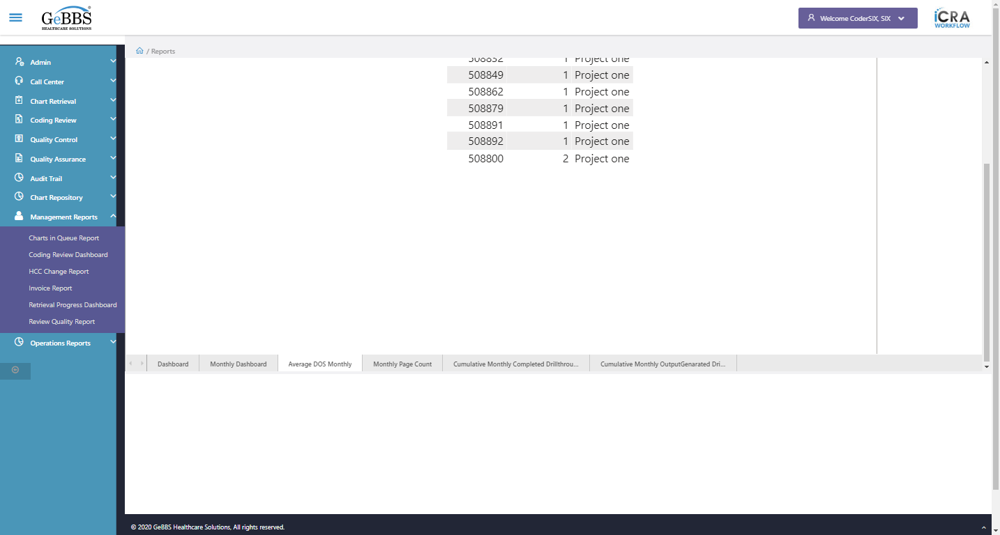 GeBBS
HEALTHCARE SOLUTIONS
Welcome CoderSIX, SIX
iCRA
WORKFLOW
/ Reports
Admin
Call Center
Chart Retrieval
Coding Review
Quality Control
Quality Assurance
Audit Trail
Chart Repository
Management Reports
Charts in Queue Report
Coding Review Dashboard
HCC Change Report
Invoice Report
Retrieval Progress Dashboard
Review Quality Report
Operations Reports
1 Project one
508849 1 Project one
508862 1 Project one
508879 1 Project one
508891 1 Project one
508892 1 Project one
508800 2 Project one
Dashboard Monthly Dashboard Average DOS Monthly Monthly Page Count Cumulative Monthly Completed Drillthrou... Cumulative Monthly OutputGenarated Dri...
© 2020 GeBBS Healthcare Solutions, All rights reserved.